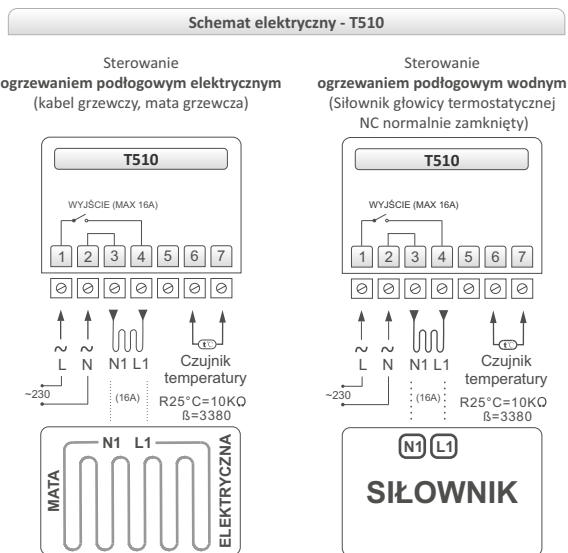 Schemat elektryczny - T510
Sterowanie
ogrzewaniem podłogowym elektrycznym
(kabel grzewczy, mata grzewcza)
T510
WYJŚCIE (MAX 16A)
1 2 3 4 5 6 7
~ ~
L N N1 L1
t°C
Czujnik
temperatury
~230
(16A)
R25°C=10KΩ
ß=3380
N1 L1
MATA
ELEKTRYCZNA
Sterowanie
ogrzewaniem podłogowym wodnym
(Siłownik głowicy termostatycznej
NC normalnie zamknięty)
T510
WYJŚCIE (MAX 16A)
1 2 3 4 5 6 7
~ ~
L N N1 L1
t°C
Czujnik
temperatury
~230
(16A)
R25°C=10KΩ
ß=3380
N1 L1
SIŁOWNIK